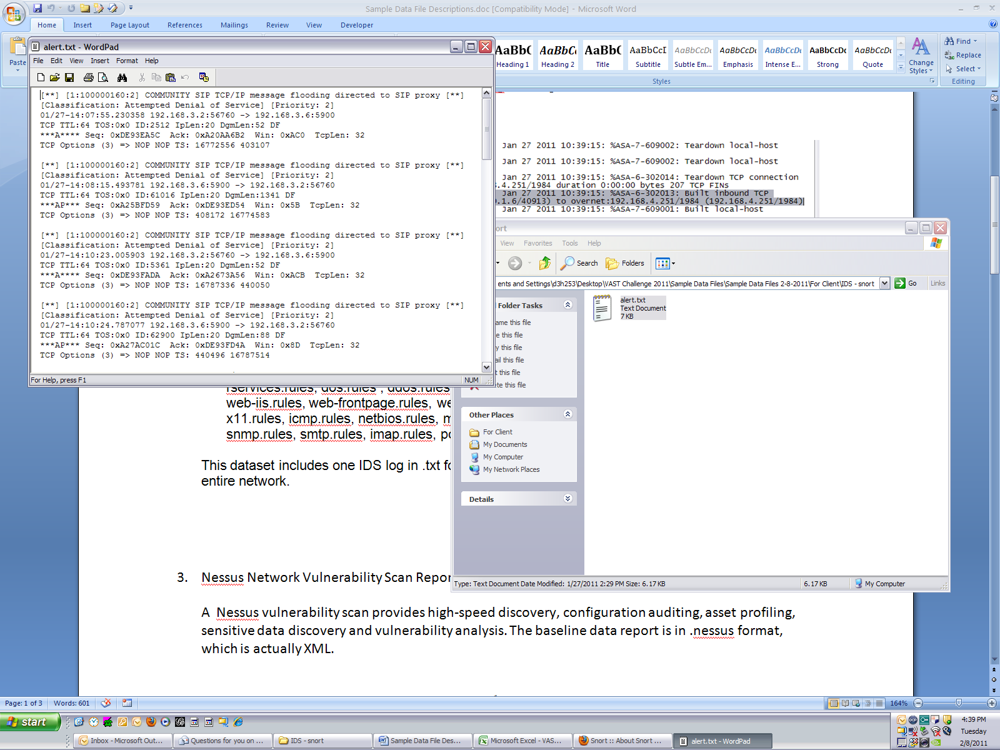 Sample Data File Descriptions.doc [Compatibility Mode] - Microsoft Word
Home Insert Page Layout References Mailings Review View Developer
Paste
AaBbC AaBbCc AaBbC AaBbCcI AaBbCcDc AaBbCcDc AaBbCcDc AaBbCcDc AaBbCcDc
Heading 1 Heading 2 Title Subtitle Subtle Em... Emphasis Intense E... Strong Quote
Change Styles
Styles
Find
Replace
Select
Editing
alert.txt - WordPad
File Edit View Insert Format Help
[**] [1:100000160:2] COMMUNITY SIP TCP/IP message flooding directed to SIP proxy [**]
[Classification: Attempted Denial of Service] [Priority: 2]
01/27-14:07:55.230358 192.168.3.2:56760 -> 192.168.3.6:5900
TCP TTL:64 TOS:0x0 ID:2512 IpLen:20 DgmLen:52 DF
***A**** Seq: 0xDE93EA5C Ack: 0xA20AA6B2 Win: 0xAC0 TcpLen: 32
TCP Options (3) => NOP NOP TS: 16772556 403107
[**] [1:100000160:2] COMMUNITY SIP TCP/IP message flooding directed to SIP proxy [**]
[Classification: Attempted Denial of Service] [Priority: 2]
01/27-14:08:15.493781 192.168.3.6:5900 -> 192.168.3.2:56760
TCP TTL:64 TOS:0x0 ID:61016 IpLen:20 DgmLen:1341 DF
***AP*** Seq: 0xA25BFD59 Ack: 0xDE93ED54 Win: 0x5B TcpLen: 32
TCP Options (3) => NOP NOP TS: 408172 16774583
[**] [1:100000160:2] COMMUNITY SIP TCP/IP message flooding directed to SIP proxy [**]
[Classification: Attempted Denial of Service] [Priority: 2]
01/27-14:10:23.005903 192.168.3.2:56760 -> 192.168.3.6:5900
TCP TTL:64 TOS:0x0 ID:5361 IpLen:20 DgmLen:52 DF
***A**** Seq: 0xDE93FADA Ack: 0xA2673A56 Win: 0xACB TcpLen: 32
TCP Options (3) => NOP NOP TS: 16787336 440050
[**] [1:100000160:2] COMMUNITY SIP TCP/IP message flooding directed to SIP proxy [**]
[Classification: Attempted Denial of Service] [Priority: 2]
01/27-14:10:24.787077 192.168.3.6:5900 -> 192.168.3.2:56760
TCP TTL:64 TOS:0x0 ID:62900 IpLen:20 DgmLen:88 DF
***AP*** Seq: 0xA27AC01C Ack: 0xDE93FD4A Win: 0x8D TcpLen: 32
TCP Options (3) => NOP NOP TS: 440496 16787514
For Help, press F1 NUM
Jan 27 2011 10:39:15: %ASA-7-609002: Teardown local-host
Jan 27 2011 10:39:15: %ASA-7-609002: Teardown local-host
Jan 27 2011 10:39:15: %ASA-6-302014: Teardown TCP connection
.4.251/1984 duration 0:00:00 bytes 207 TCP FINs
Jan 27 2011 10:39:15: %ASA-6-302013: Built inbound TCP
.1.6/40913) to overnet:192.168.4.251/1984 (192.168.4.251/1984)
Jan 27 2011 10:39:15: %ASA-7-609001: Built local-host
ort
View Favorites Tools Help
Search Folders
ents and Settings\d3h253\Desktop\VAST Challenge 2011\Sample Data Files\Sample Data Files 2-8-2011\For Client\IDS - snort Go Links
Folder Tasks
ame this file
e this file
y this file
ail this file
t this file
ete this file
Other Places
For Client
My Documents
My Computer
My Network Places
Details
alert.txt
Text Document
7 KB
Type: Text Document Date Modified: 1/27/2011 2:29 PM Size: 6.17 KB 6.17 KB My Computer
rservices.rules, dos.rules , ddos.rules
web-iis.rules, web-frontpage.rules, we
x11.rules, icmp.rules, netbios.rules, m
snmp.rules, smtp.rules, imap.rules, po
This dataset includes one IDS log in .txt fo
entire network.
3. Nessus Network Vulnerability Scan Repor
A Nessus vulnerability scan provides high-speed discovery, configuration auditing, asset profiling,
sensitive data discovery and vulnerability analysis. The baseline data report is in .nessus format,
which is actually XML.
Page: 1 of 3 Words: 601 164%
start
Inbox - Microsoft Out... Questions for you on ... IDS - snort Sample Data File Des... Microsoft Excel - VAS... Snort :: About Snort ... alert.txt - WordPad
4:39 PM
Tuesday
2/8/2011